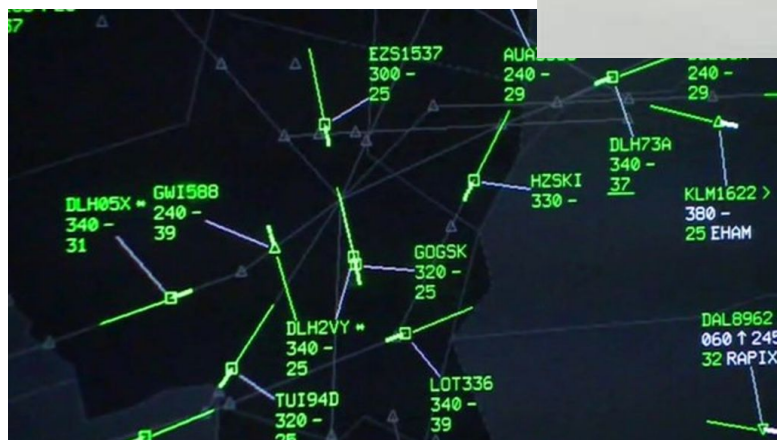 EZS1537
300 -
25
240 -
29
240 -
29
DLH73A
340 -
37
HZSKI
330 -
KLM1622 >
380 -
25 EHAM
DLH05X *
340 -
31
GWI588
240 -
39
GOGSK
320 -
25
DLH2VY *
340 -
25
LOT336
340 -
39
TUI94D
320 -
25
DAL8962
060 ↑ 245
32 RAPIX